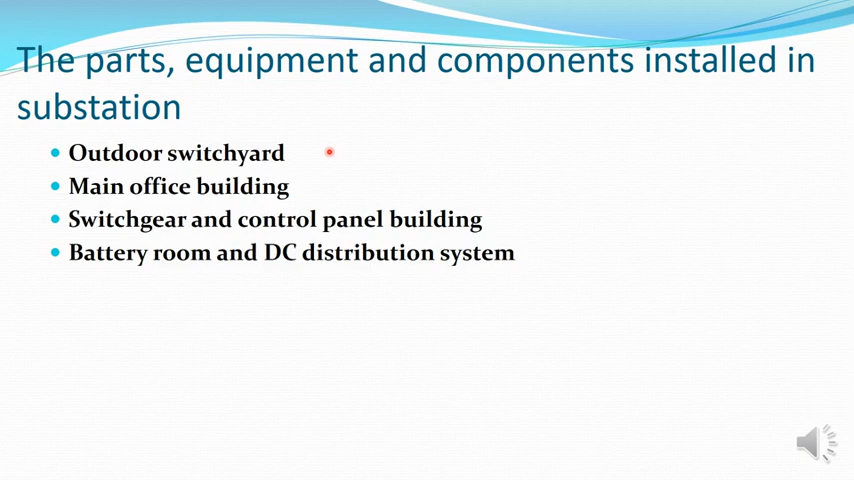 The parts, equipment and components installed in
substation
Outdoor switchyard
Main office building
Switchgear and control panel building
Battery room and DC distribution system